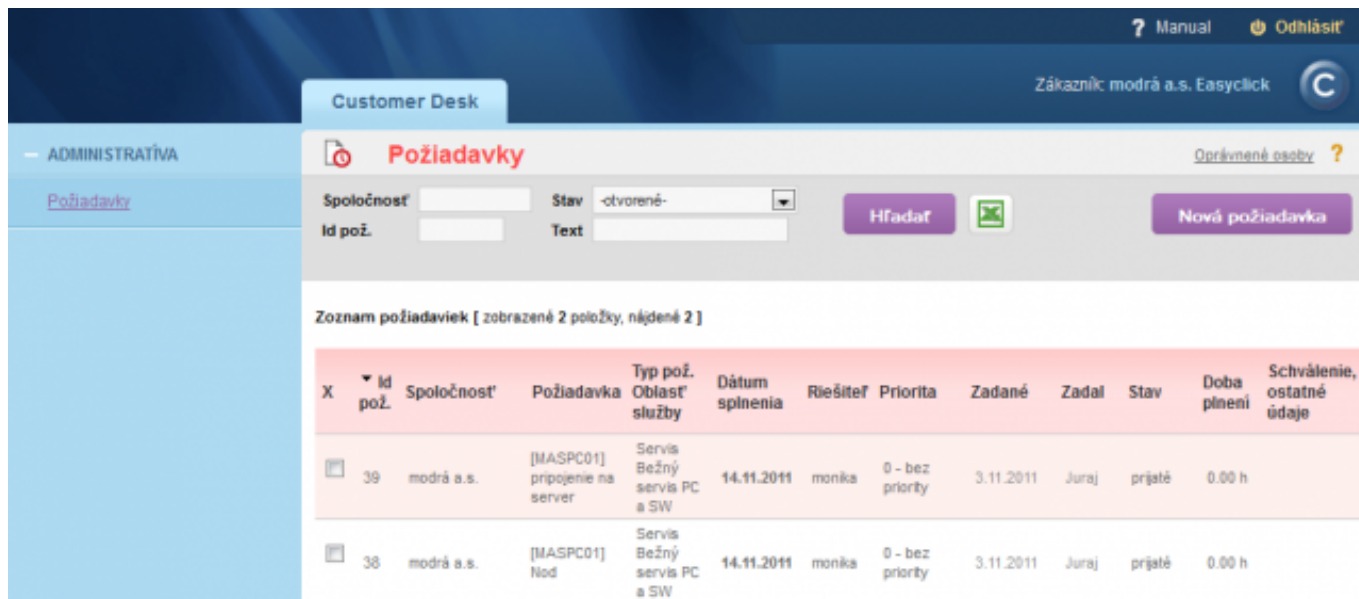 ? Manual Odhlásiť
Zákazník: modrá a.s. Easyclick
Customer Desk
ADMINISTRATÍVA
Požiadavky
Požiadavky
Oprávnené osoby ?
Spoločnosť
Stav -otvorené-
Hľadať
Nová požiadavka
Id pož.
Text
Zoznam požiadaviek [ zobrazené 2 položky, nájdené 2 ]
X Id pož. Spoločnosť Požiadavka Typ pož. Oblasť služby Dátum splnenia Riešiteľ Priorita Zadané Zadal Stav Doba plnení Schválenie, ostatné údaje
39 modrá a.s. [MASPC01] pripojenie na server Servis Bežný servis PC a SW 14.11.2011 monika 0 - bez priority 3.11.2011 Juraj prijaté 0.00 h
38 modrá a.s. [MASPC01] Nod Servis Bežný servis PC a SW 14.11.2011 monika 0 - bez priority 3.11.2011 Juraj prijaté 0.00 h